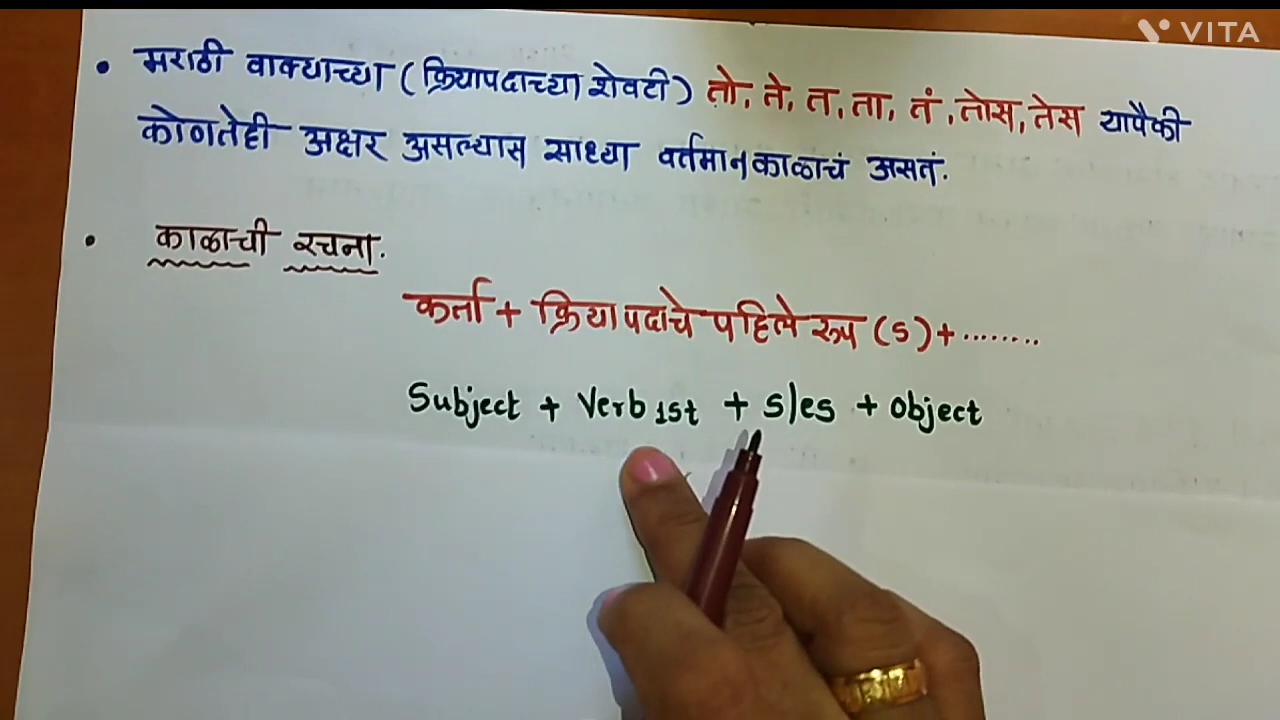 VITA
• मराठी वाक्याच्या (क्रियापदाच्या शेवटी) तो, ते, त, ता, तं, तोस, तेस यापैकी
कोणतेही अक्षर असल्यास साध्या वर्तमानकाळाचं असतं.
• काळाची रचना.
कर्ता + क्रियापदाचे पहिले रूप (s) + ........
Subject + Verb 1st + s/es + Object